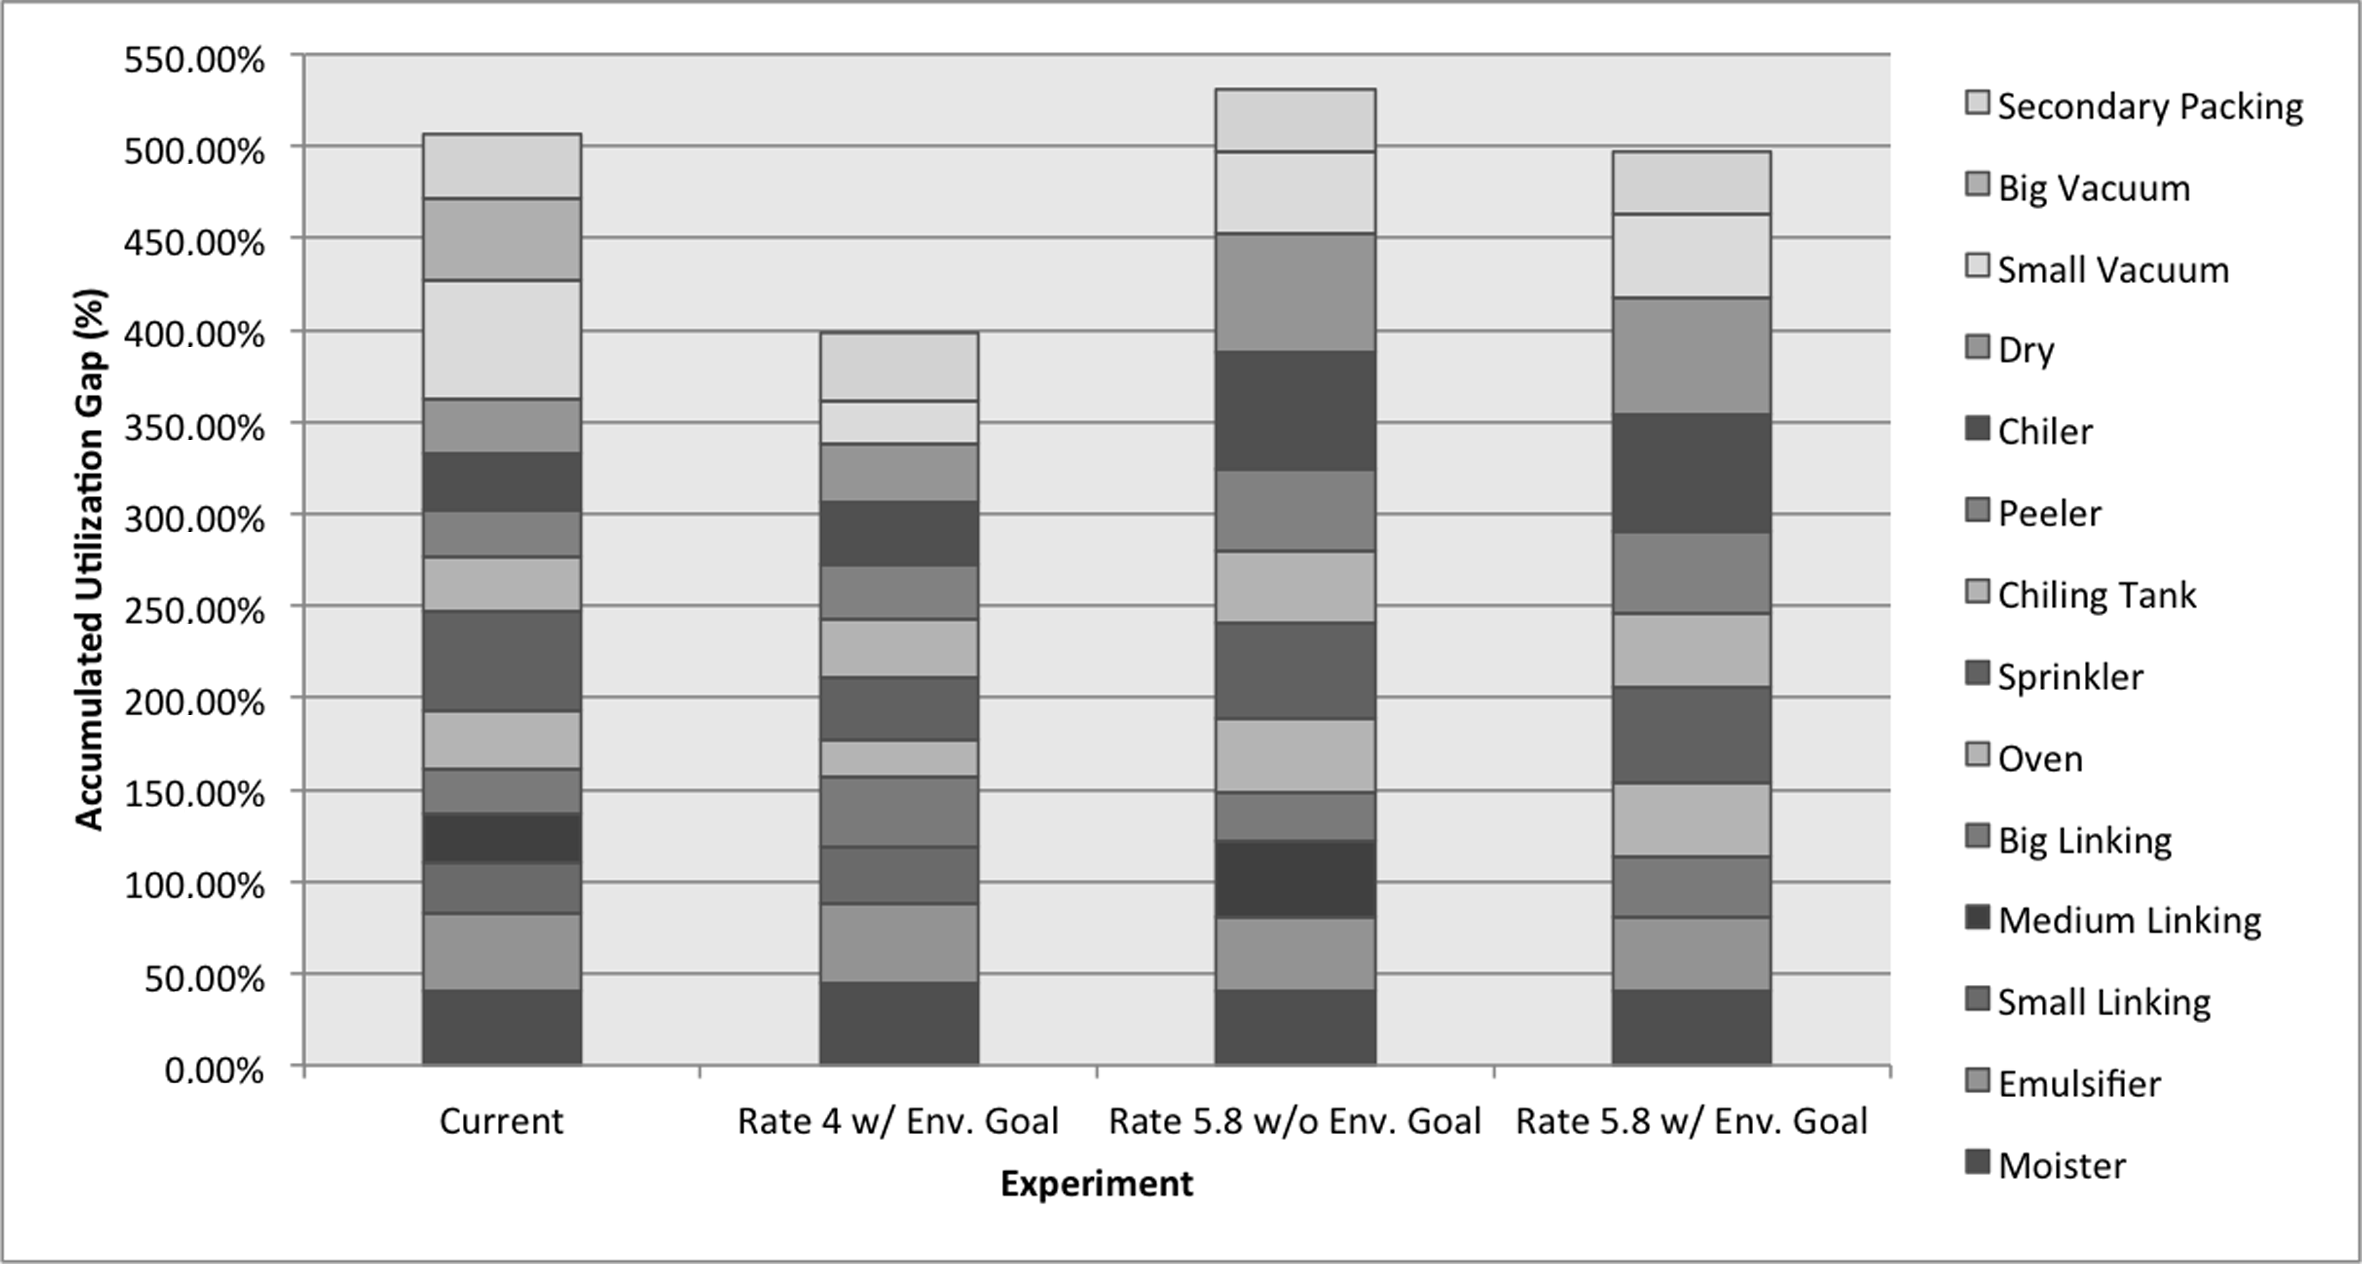 550.00%
500.00%
450.00%
400.00%
350.00%
300.00%
250.00%
200.00%
150.00%
100.00%
50.00%
0.00%
Accumulated Utilization Gap (%)
Current
Rate 4 w/ Env. Goal
Rate 5.8 w/o Env. Goal
Rate 5.8 w/ Env. Goal
Experiment
Secondary Packing
Big Vacuum
Small Vacuum
Dry
Chiler
Peeler
Chiling Tank
Sprinkler
Oven
Big Linking
Medium Linking
Small Linking
Emulsifier
Moister